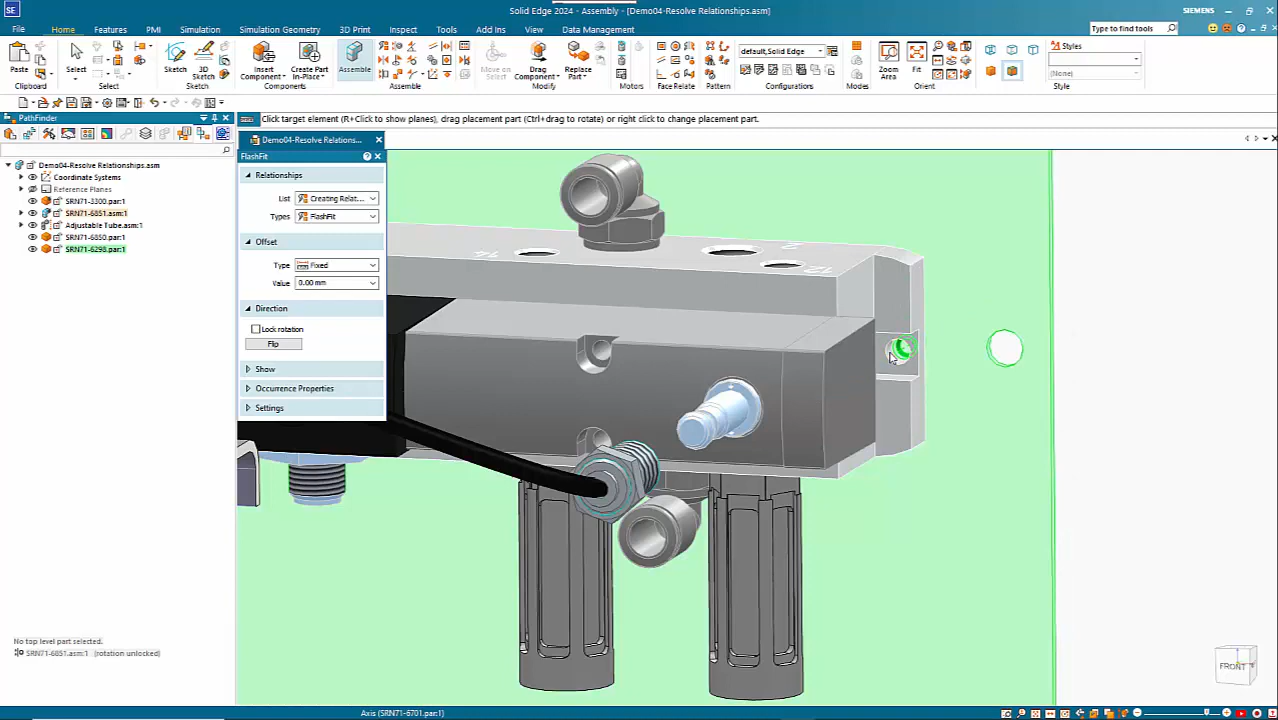 Solid Edge 2024 - Assembly - [Demo04-Resolve Relationships.asm]
SIEMENS
File Home Features PMI Simulation Simulation Geometry 3D Print Inspect Tools Add Ins View Data Management
Type to find tools
Paste
Select
Sketch
3D Sketch
Insert Component
Create Part In-Place
Assemble
Move on Select
Drag Component
Replace Part
default,Solid Edge
Zoom Area
Fit
Styles
(None)
Clipboard Select Sketch Components Assemble Modify Motors Face Relate Pattern Configurations Modes Orient Style
PathFinder
Click target element (R+Click to show planes), drag placement part (Ctrl+drag to rotate) or right click to change placement part.
Demo04-Resolve Relations...
Demo04-Resolve Relationships.asm
Coordinate Systems
Reference Planes
SRN71-3300.par:1
SRN71-6851.asm:1
Adjustable Tube.asm:1
SRN71-6850.par:1
SRN71-6298.par:1
FlashFit
Relationships
List Creating Relat...
Types FlashFit
Offset
Type Fixed
Value 0.00 mm
Direction
Lock rotation
Flip
Show
Occurrence Properties
Settings
14
2
12
No top level part selected.
SRN71-6851.asm:1 (rotation unlocked)
FRONT
Axis (SRN71-6701.par:1)